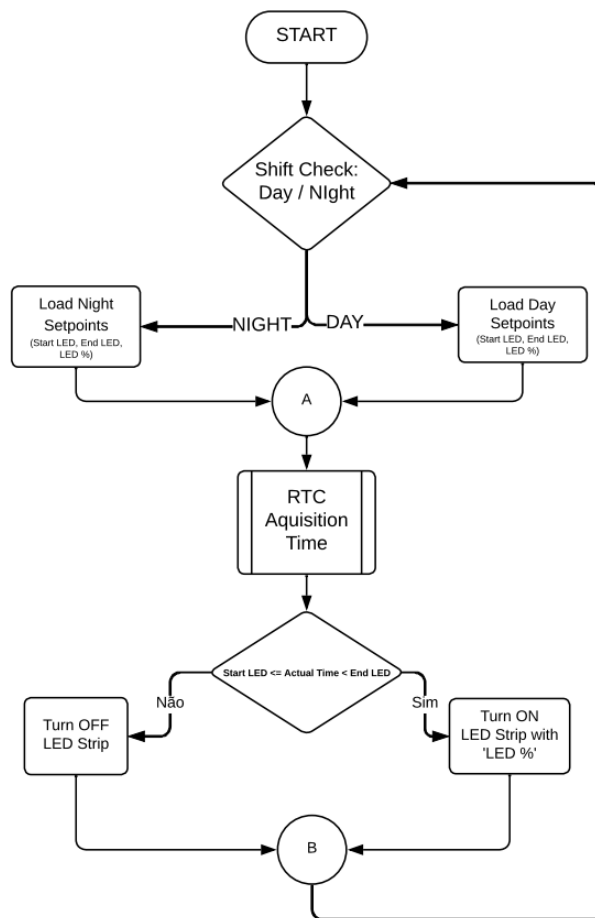 START
Shift Check:
Day / NIght
NIGHT
DAY
Load Night
Setpoints
(Start LED, End LED,
LED %)
Load Day
Setpoints
(Start LED, End LED,
LED %)
A
RTC
Aquisition
Time
Start LED <= Actual Time < End LED
Não
Sim
Turn OFF
LED Strip
Turn ON
LED Strip with
'LED %'
B